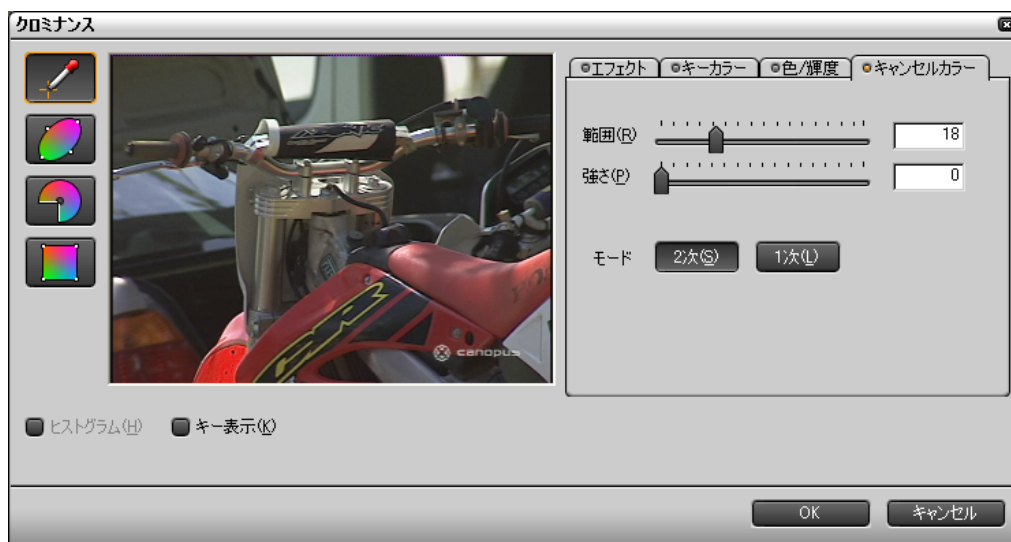 クロミナンス
エフェクト キーカラー 色/輝度 キャンセルカラー
範囲(R) 18
強さ(P) 0
モード 2次(S) 1次(L)
canopus
ヒストグラム(H) キー表示(K)
OK キャンセル